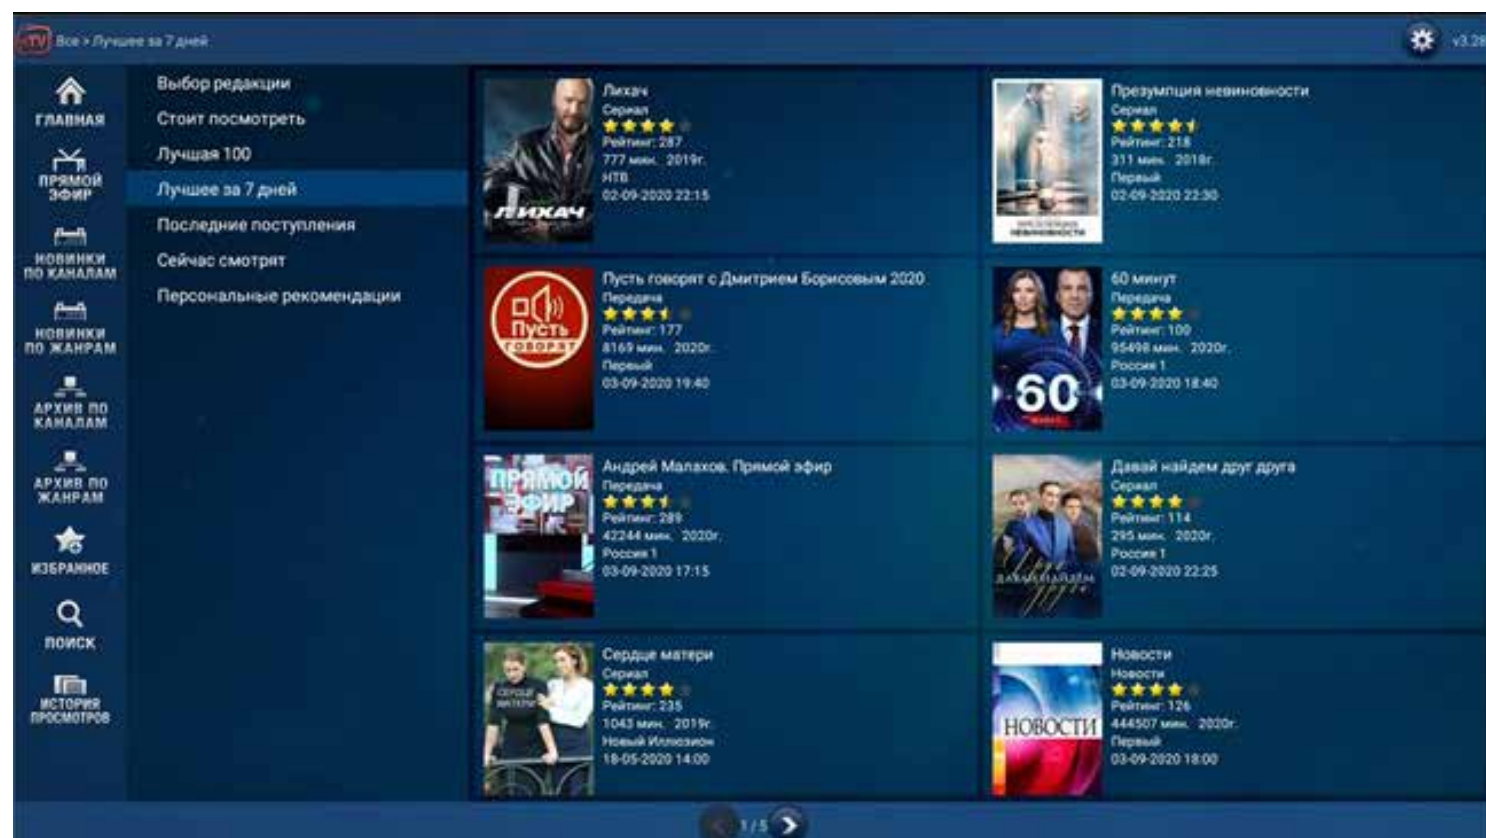 TV
Все > Лучшее за 7 дней
v3.28
ГЛАВНАЯ
ПРЯМОЙ
ЭФИР
НОВИНКИ
ПО КАНАЛАМ
НОВИНКИ
ПО ЖАНРАМ
АРХИВ ПО
КАНАЛАМ
АРХИВ ПО
ЖАНРАМ
ИЗБРАННОЕ
ПОИСК
ИСТОРИЯ
ПРОСМОТРОВ
Выбор редакции
Стоит посмотреть
Лучшая 100
Лучшее за 7 дней
Последние поступления
Сейчас смотрят
Персональные рекомендации
ЛИХАЧ
Лихач
Сериал
Рейтинг: 287
777 мин. 2019г.
НТВ
02-09-2020 22:15
НЕВИНОВНОСТИ
Презумпция невиновности
Сериал
Рейтинг: 218
311 мин. 2018г.
Первый
02-09-2020 22:30
Пусть
ГОВОРЯТ
Пусть говорят с Дмитрием Борисовым 2020
Передача
Рейтинг: 177
8169 мин. 2020г.
Первый
03-09-2020 19:40
60
60 минут
Передача
Рейтинг: 100
95498 мин. 2020г.
Россия 1
03-09-2020 18:40
ПРЯМОЙ
ЭФИР
Андрей Малахов. Прямой эфир
Передача
Рейтинг: 289
42244 мин. 2020г.
Россия 1
03-09-2020 17:15
Друг
ДАВАЙ НАЙДЁМ
друга
Давай найдем друг друга
Сериал
Рейтинг: 114
295 мин. 2020г.
Россия 1
02-09-2020 22:25
СЕРДЦЕ
МАТЕРИ
Сердце матери
Сериал
Рейтинг: 235
1043 мин. 2019г.
Новый Иллюзион
18-05-2020 14:00
НОВОСТИ
Новости
Новости
Рейтинг: 126
444507 мин. 2020г.
Первый
03-09-2020 18:00
1 / 5